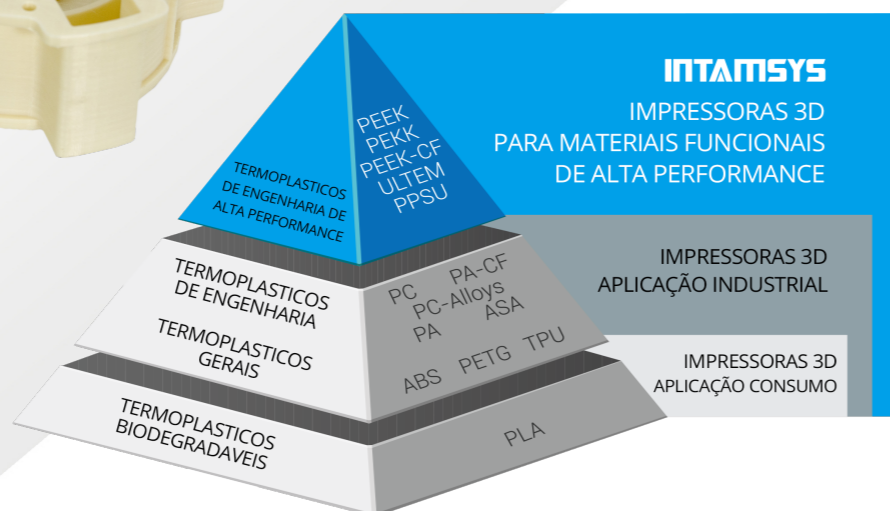 INTAMSYS
IMPRESSORAS 3D
PARA MATERIAIS FUNCIONAIS
DE ALTA PERFORMANCE
TERMOPLASTICOS
DE ENGENHARIA DE
ALTA PERFORMANCE
PEEK
PEKK
PEEK-CF
ULTEM
PPSU
IMPRESSORAS 3D
APLICAÇÃO INDUSTRIAL
TERMOPLASTICOS
DE ENGENHARIA
TERMOPLASTICOS
GERAIS
PC PA-CF
PC-Alloys
PA ASA
ABS PETG TPU
IMPRESSORAS 3D
APLICAÇÃO CONSUMO
TERMOPLASTICOS
BIODEGRADAVEIS
PLA